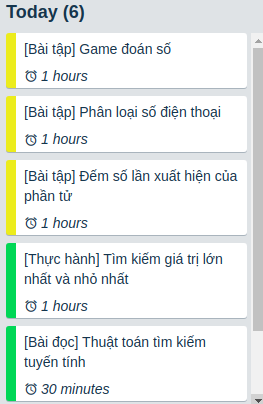 Today (6)
[Bài tập] Game đoán số
1 hours
[Bài tập] Phân loại số điện thoại
1 hours
[Bài tập] Đếm số lần xuất hiện của
phần tử
1 hours
[Thực hành] Tìm kiếm giá trị lớn
nhất và nhỏ nhất
1 hours
[Bài đọc] Thuật toán tìm kiếm
tuyến tính
30 minutes